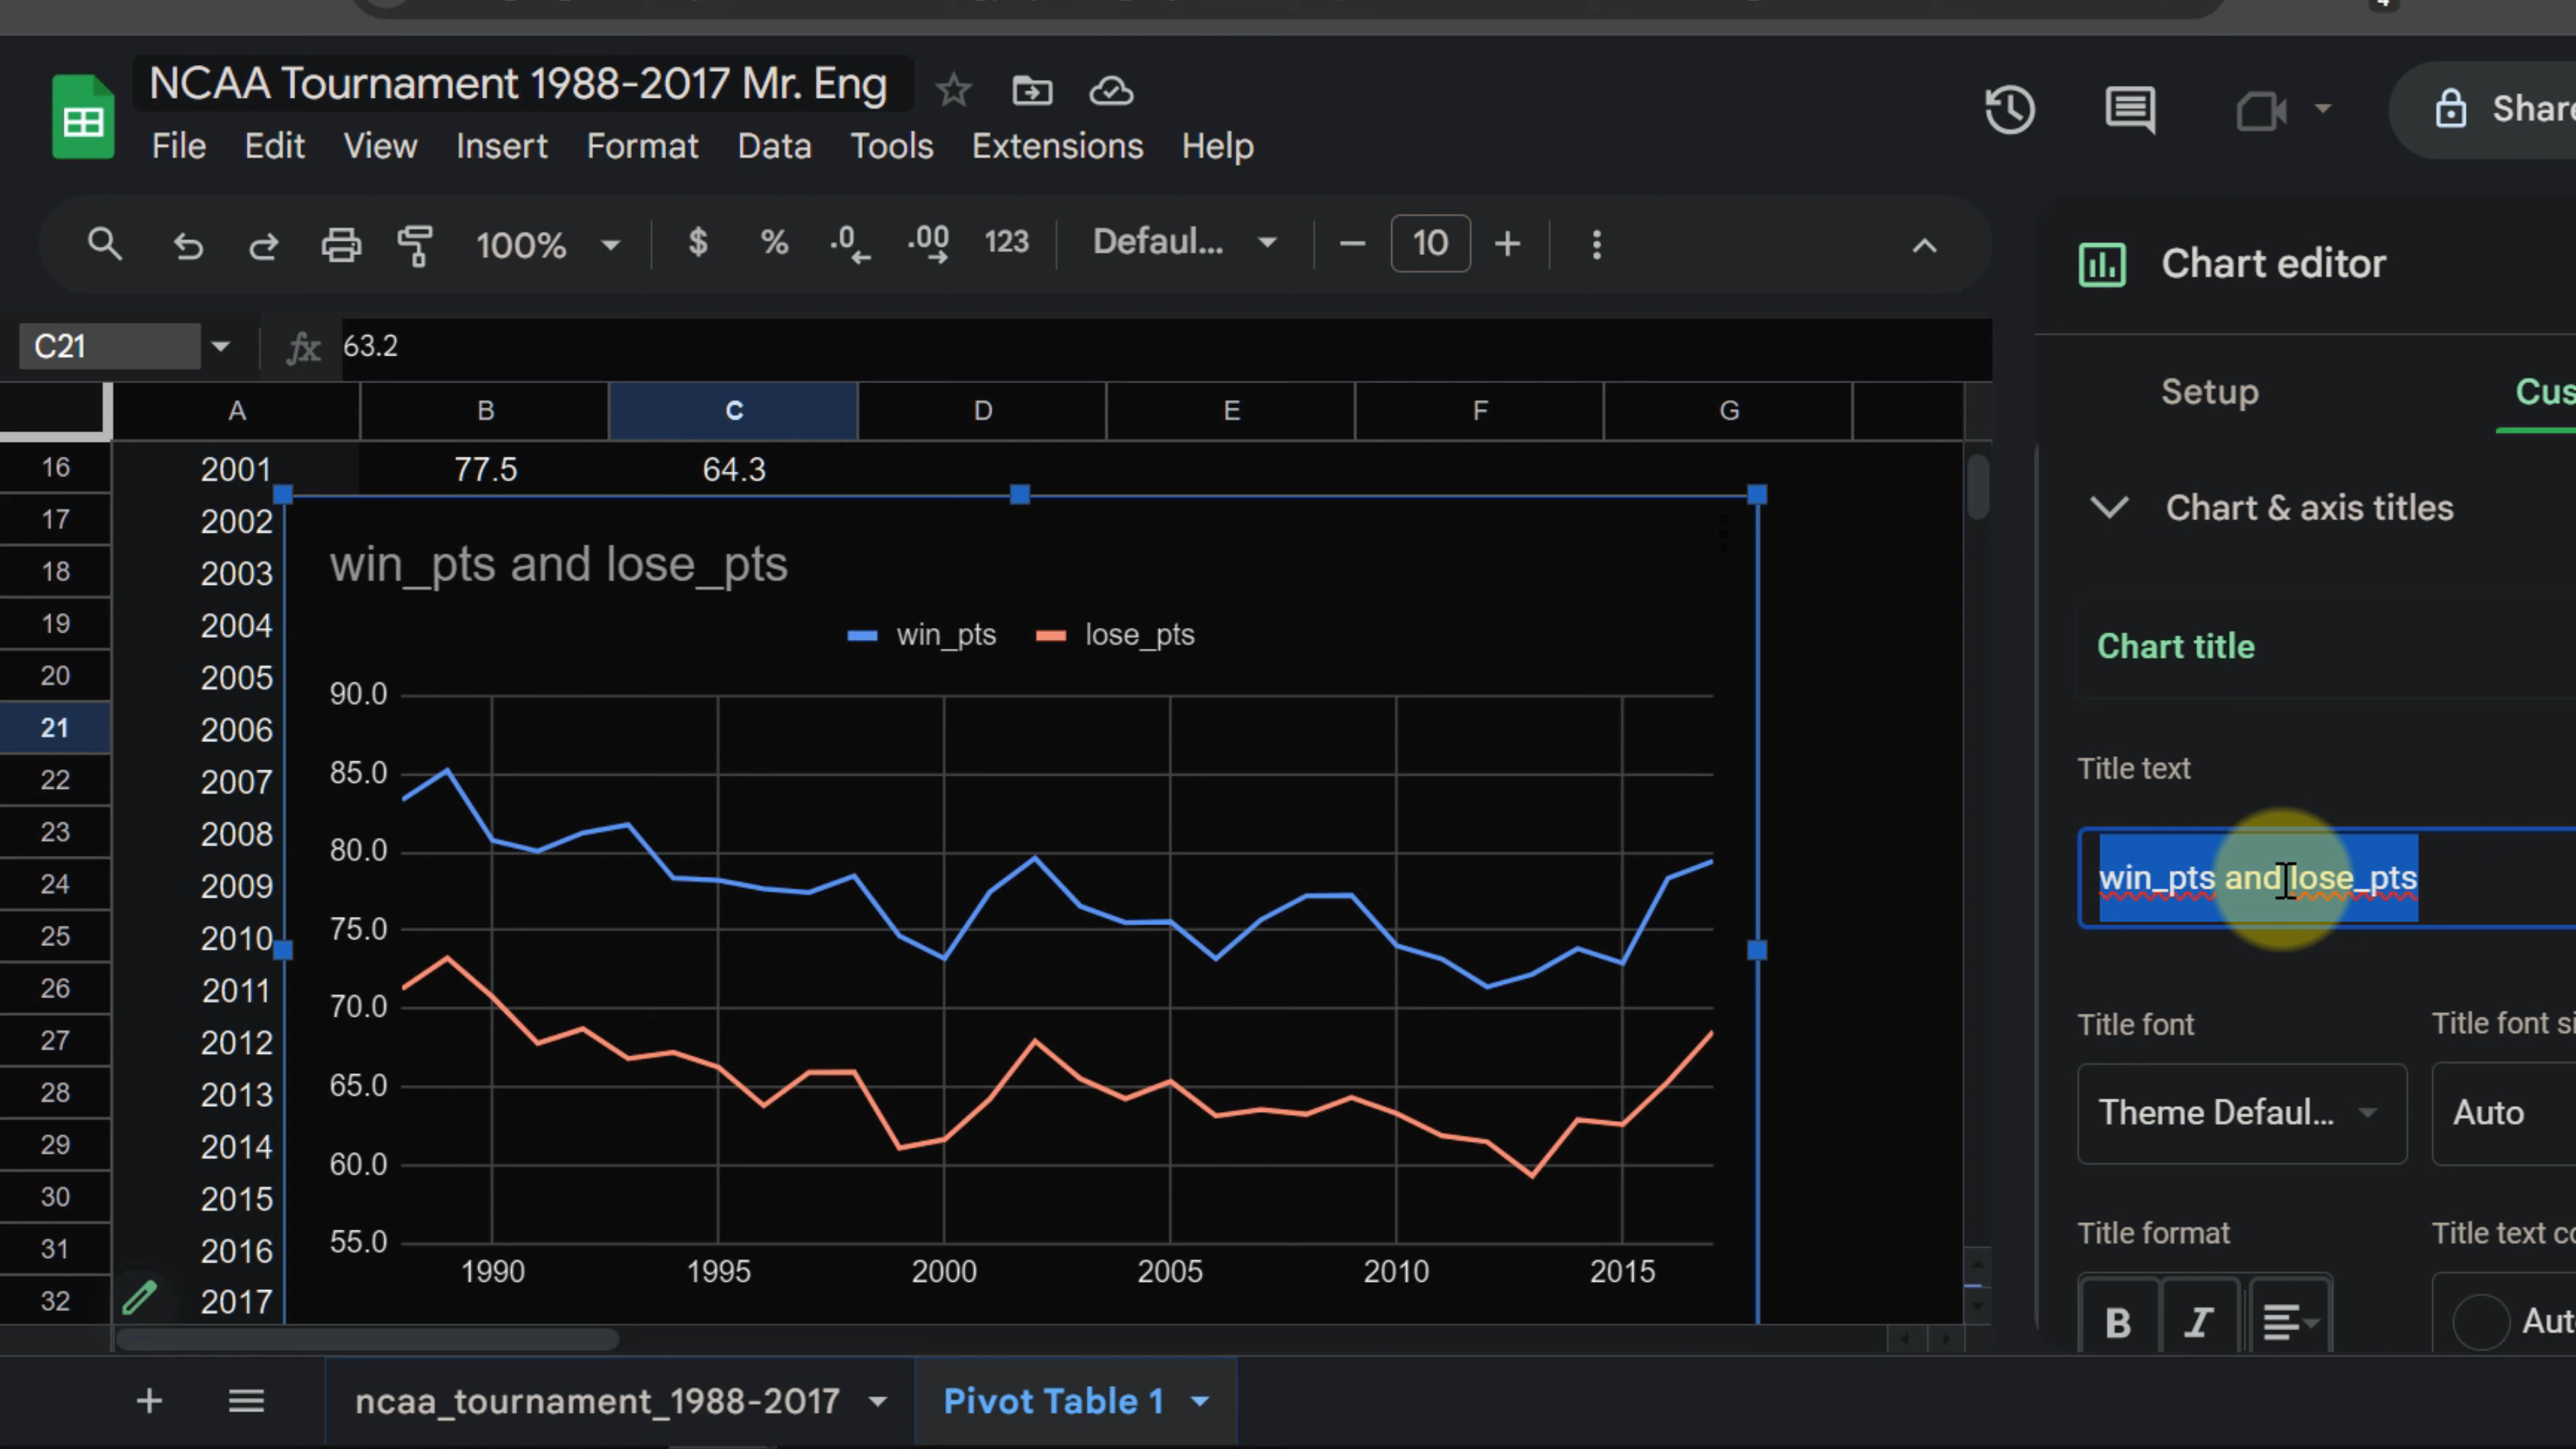 NCAA Tournament 1988-2017 Mr. Eng
File Edit View Insert Format Data Tools Extensions Help
Share
100% $ % .0 .00 123 Defaul... 10
C21 63.2
Chart editor
Setup Cus
A B C D E F G
16 2001 77.5 64.3
17 2002
18 2003
19 2004
20 2005
21 2006
22 2007
23 2008
24 2009
25 2010
26 2011
27 2012
28 2013
29 2014
30 2015
31 2016
32 2017
win_pts and lose_pts
win_pts lose_pts
90.0
85.0
80.0
75.0
70.0
65.0
60.0
55.0
1990 1995 2000 2005 2010 2015
Chart & axis titles
Chart title
Title text
win_pts and lose_pts
Title font Title font si
Theme Defaul... Auto
Title format Title text co
B I Aut
ncaa_tournament_1988-2017 Pivot Table 1